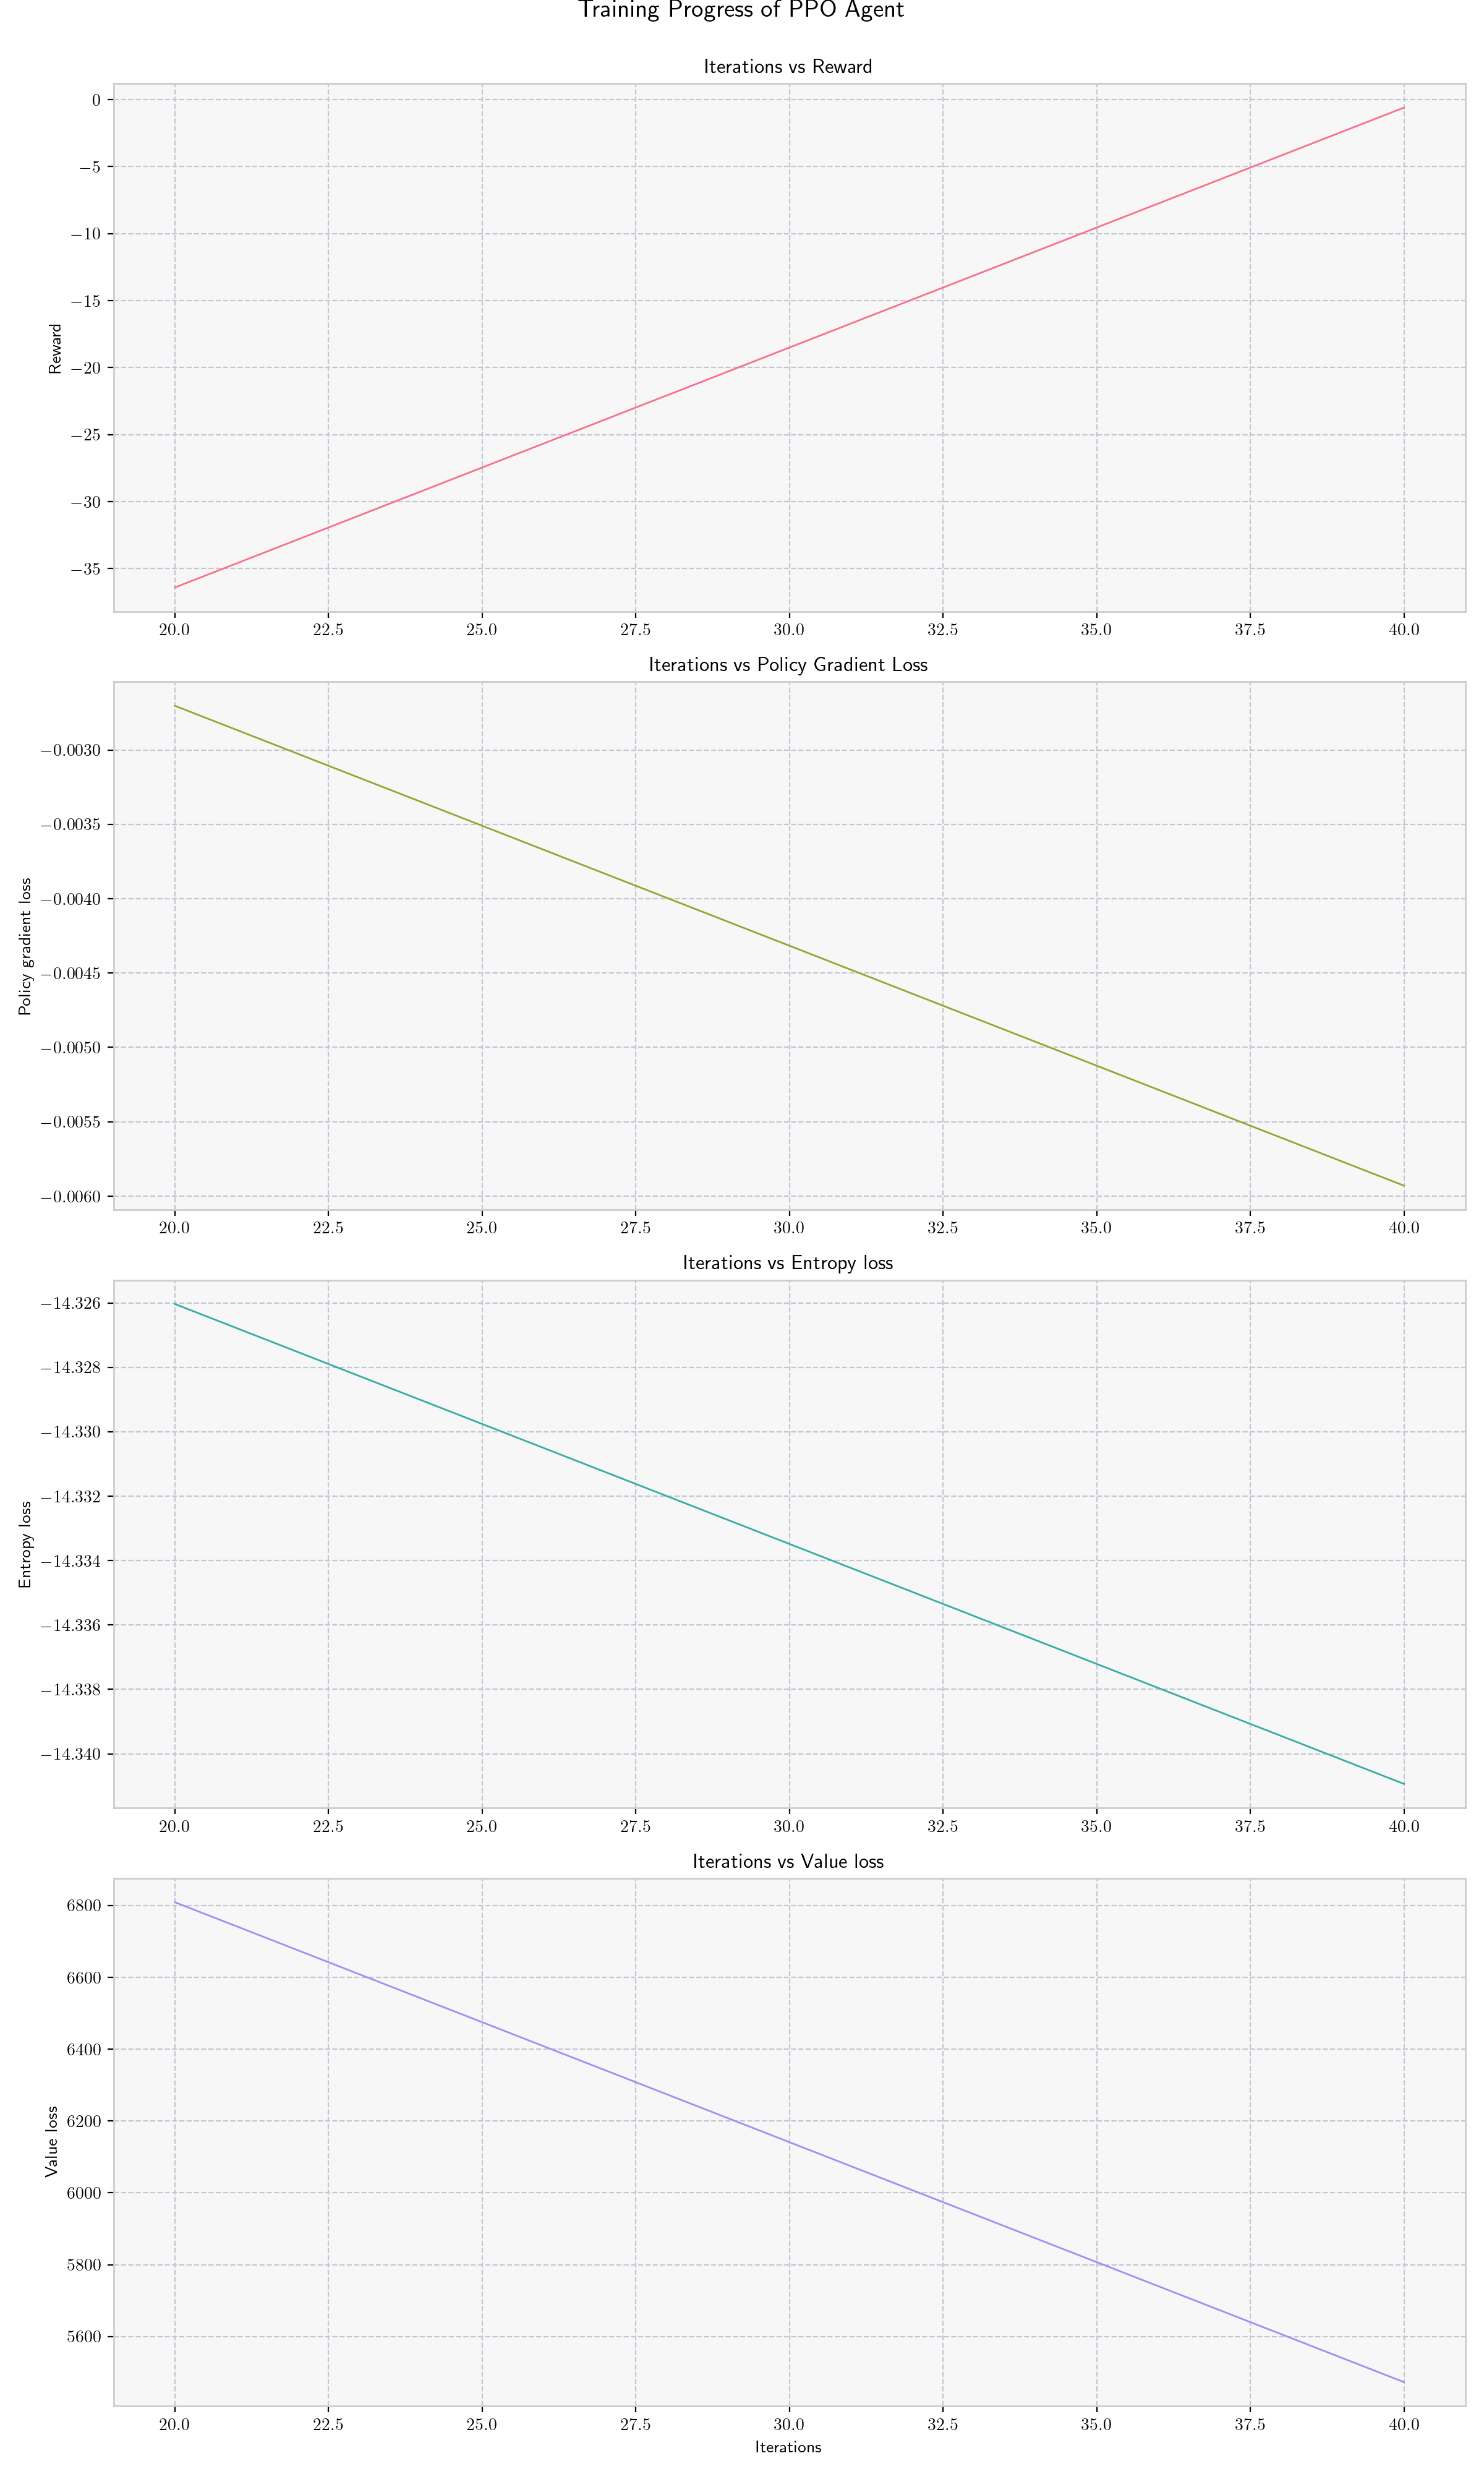 Training Progress of PPO Agent
Iterations vs Reward
0
−5
−10
−15
−20
−25
−30
−35
Reward
20.0 22.5 25.0 27.5 30.0 32.5 35.0 37.5 40.0
Iterations vs Policy Gradient Loss
−0.0030
−0.0035
−0.0040
−0.0045
−0.0050
−0.0055
−0.0060
Policy gradient loss
20.0 22.5 25.0 27.5 30.0 32.5 35.0 37.5 40.0
Iterations vs Entropy loss
−14.326
−14.328
−14.330
−14.332
−14.334
−14.336
−14.338
−14.340
Entropy loss
20.0 22.5 25.0 27.5 30.0 32.5 35.0 37.5 40.0
Iterations vs Value loss
6800
6600
6400
6200
6000
5800
5600
Value loss
20.0 22.5 25.0 27.5 30.0 32.5 35.0 37.5 40.0
Iterations